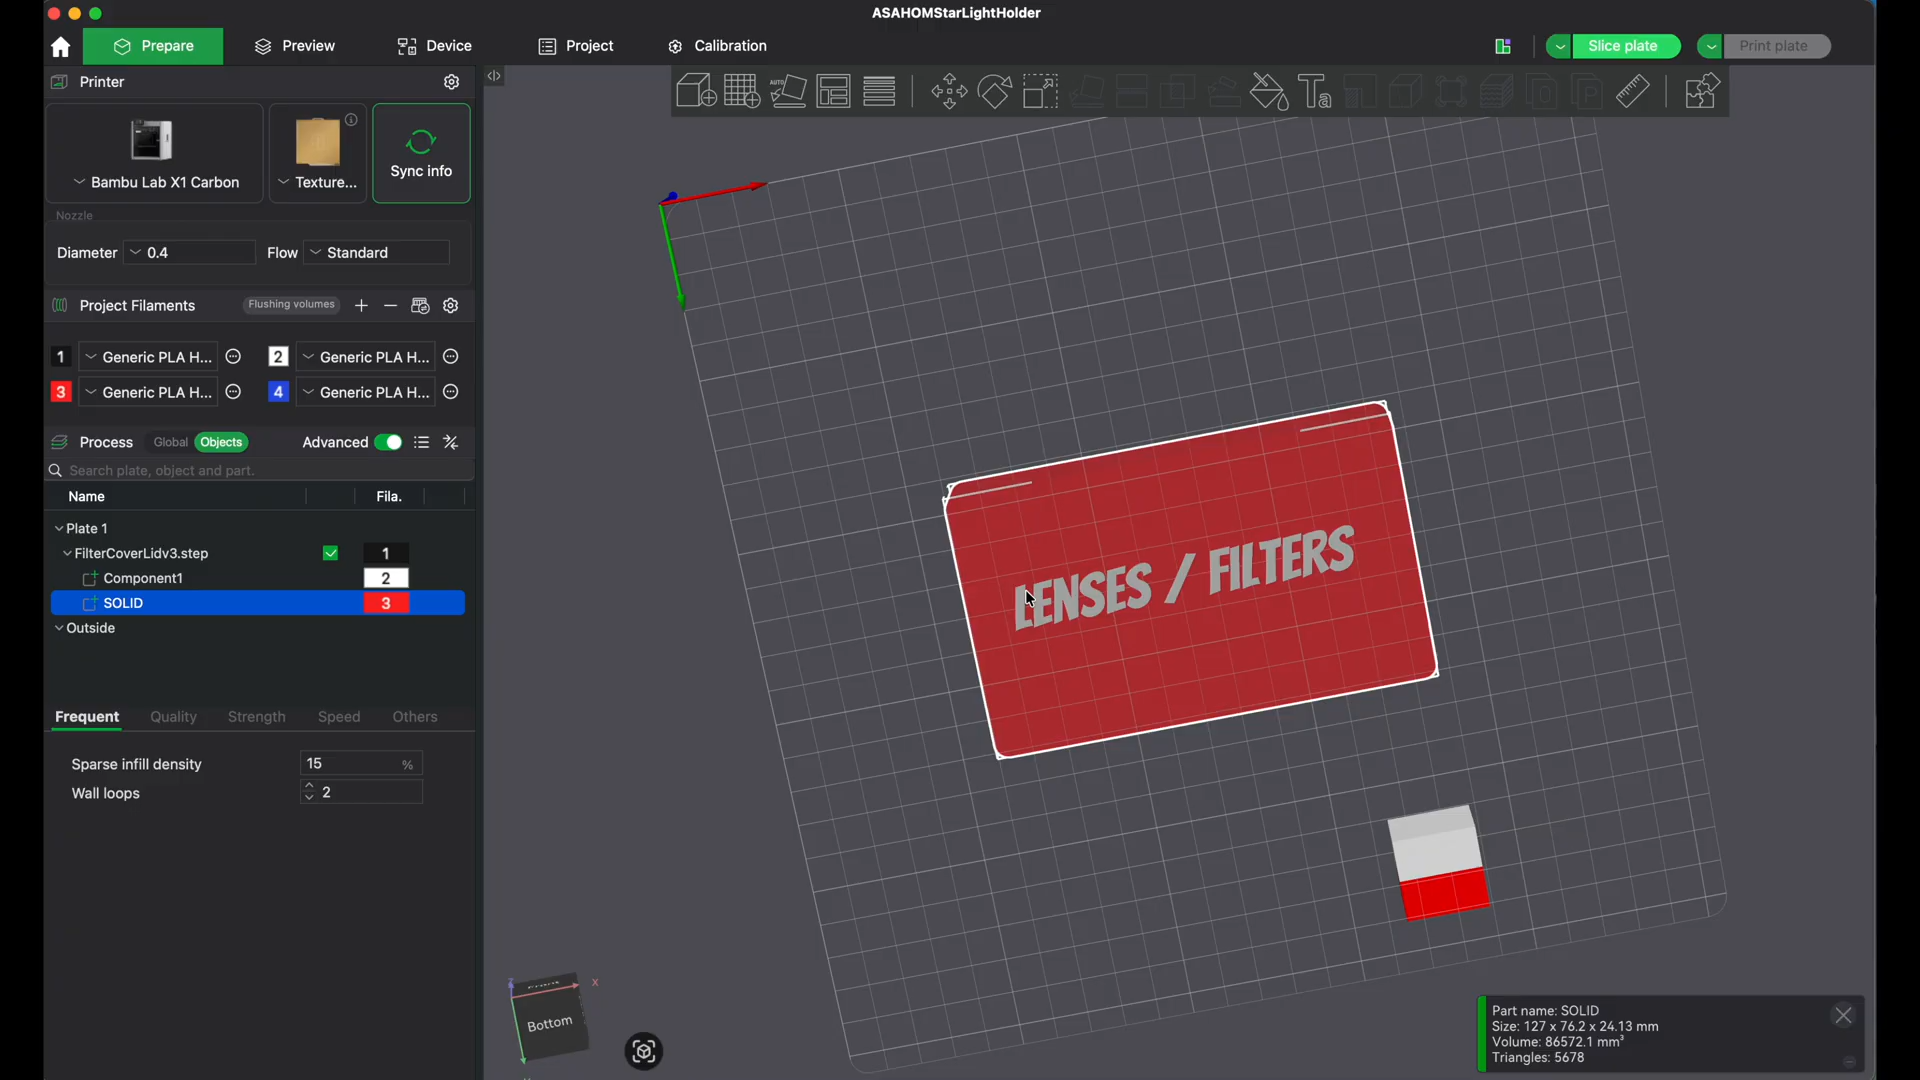 ASAHOMStarLightHolder
Prepare
Preview
Device
Project
Calibration
Slice plate
Print plate
Printer
Bambu Lab X1 Carbon
Texture...
Sync info
Nozzle
Diameter
0.4
Flow
Standard
Project Filaments
Flushing volumes
1
Generic PLA H...
2
Generic PLA H...
3
Generic PLA H...
4
Generic PLA H...
Process
Global
Objects
Advanced
Search plate, object and part.
Name
Fila.
Plate 1
FilterCoverLidv3.step
1
Component1
2
SOLID
3
Outside
Frequent
Quality
Strength
Speed
Others
Sparse infill density
15
%
Wall loops
2
AUTO
Ta
LENSES / FILTERS
X
Bottom
Part name: SOLID
Size: 127 x 76.2 x 24.13 mm
Volume: 86572.1 mm³
Triangles: 5678